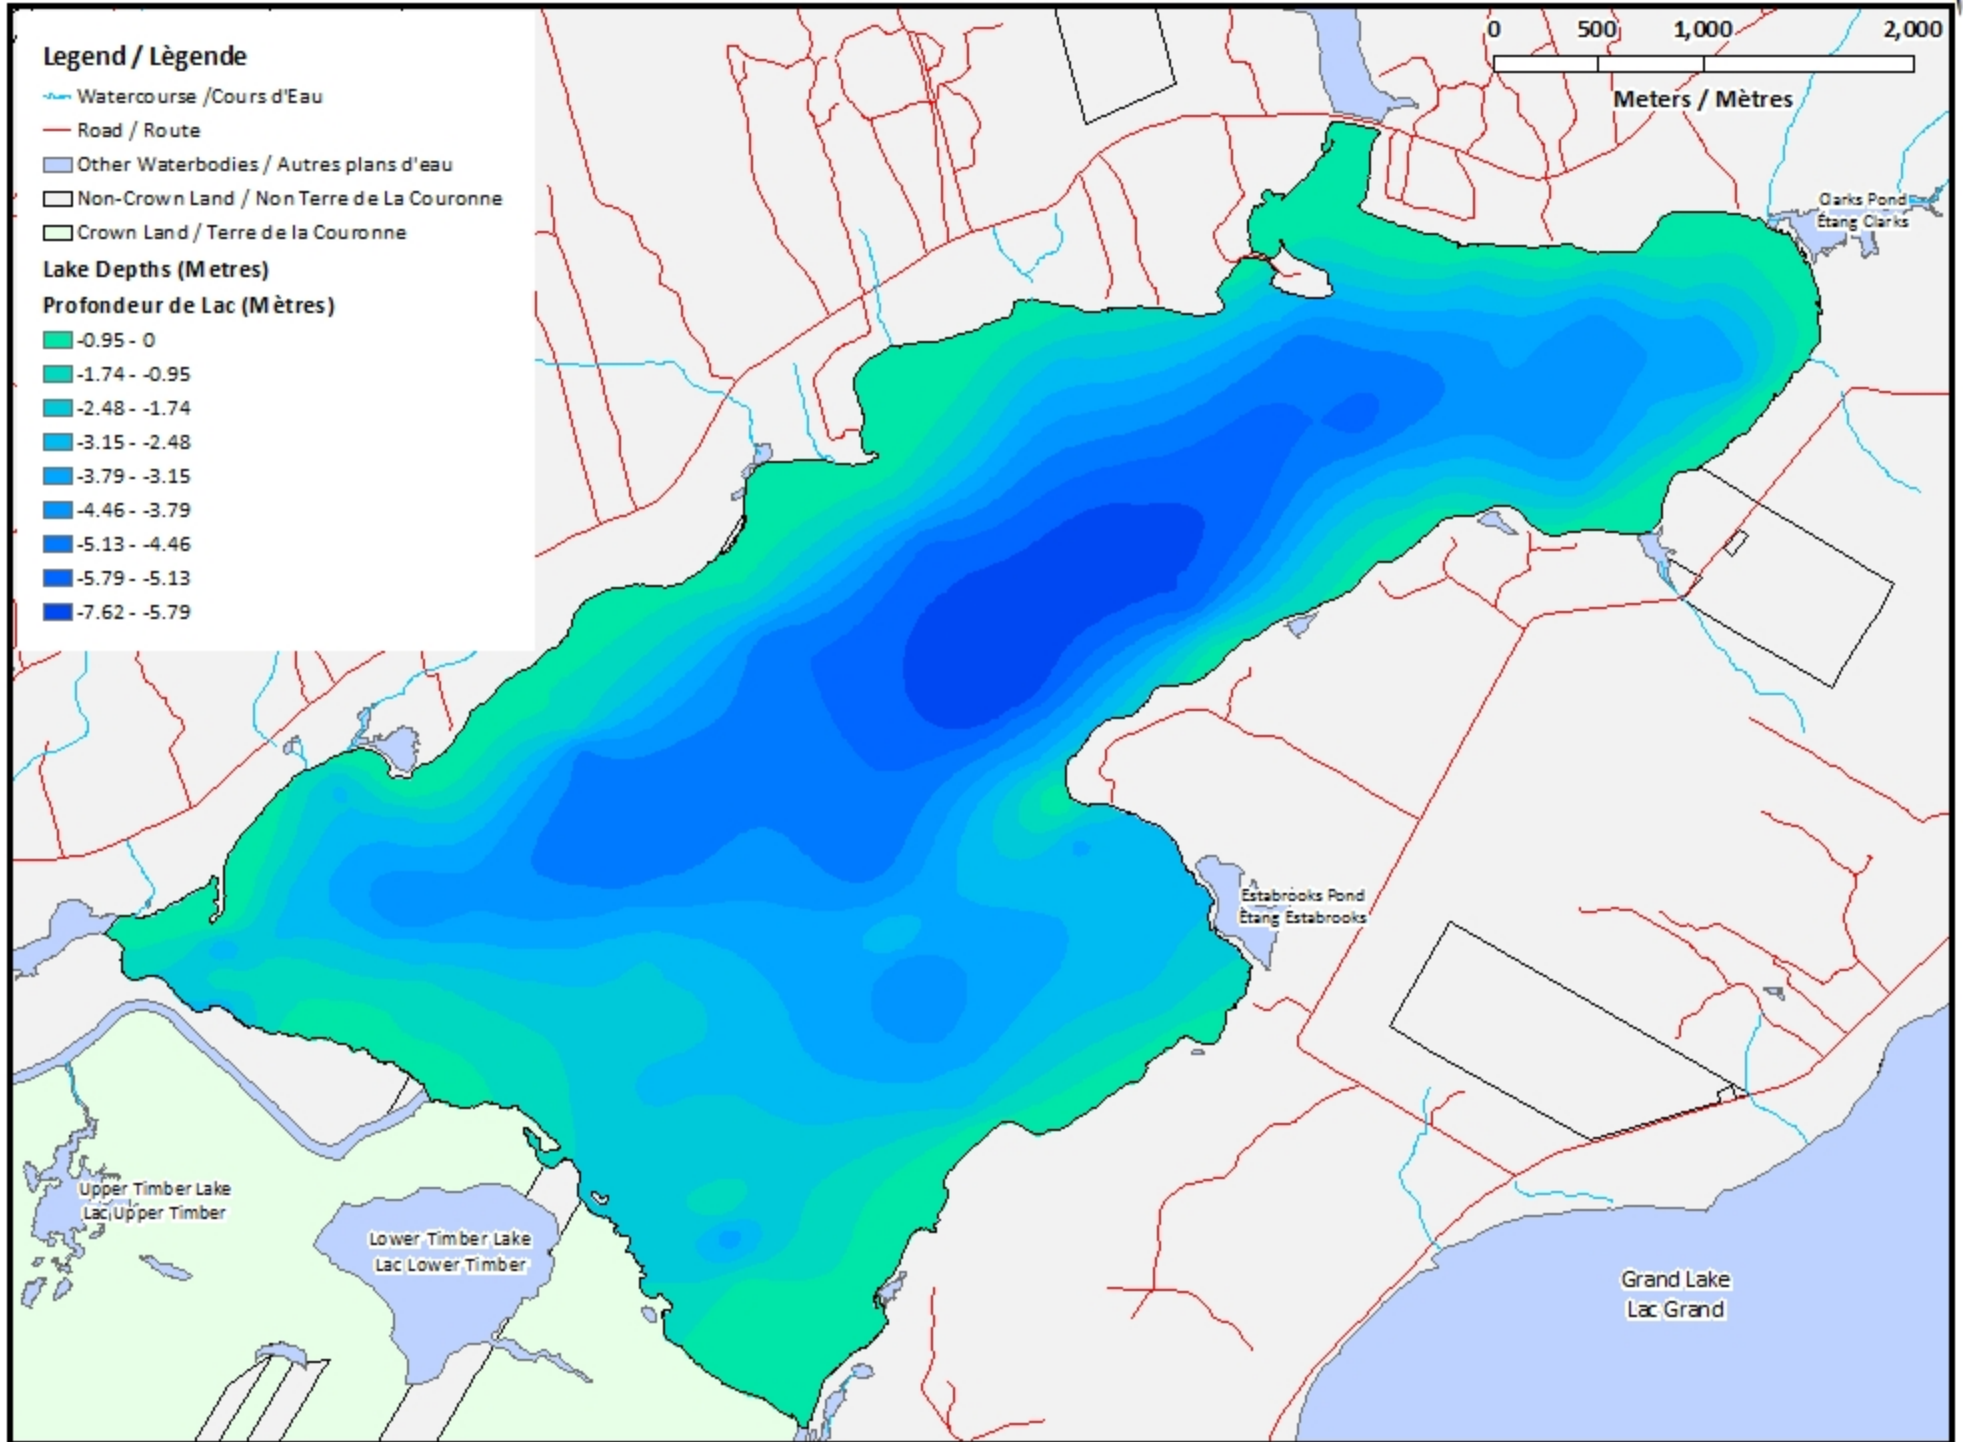 Legend / Lègende
Watercourse /Cours d'Eau
Road / Route
Other Waterbodies / Autres plans d'eau
Non-Crown Land / Non Terre de La Couronne
Crown Land / Terre de la Couronne
Lake Depths (Metres)
Profondeur de Lac (Mètres)
-0.95 - 0
-1.74 - -0.95
-2.48 - -1.74
-3.15 - -2.48
-3.79 - -3.15
-4.46 - -3.79
-5.13 - -4.46
-5.79 - -5.13
-7.62 - -5.79
0 500 1,000 2,000
Meters / Mètres
Clarks Pond
Étang Clarks
Estabrooks Pond
Étang Estabrooks
Upper Timber Lake
Lac Upper Timber
Lower Timber Lake
Lac Lower Timber
Grand Lake
Lac Grand